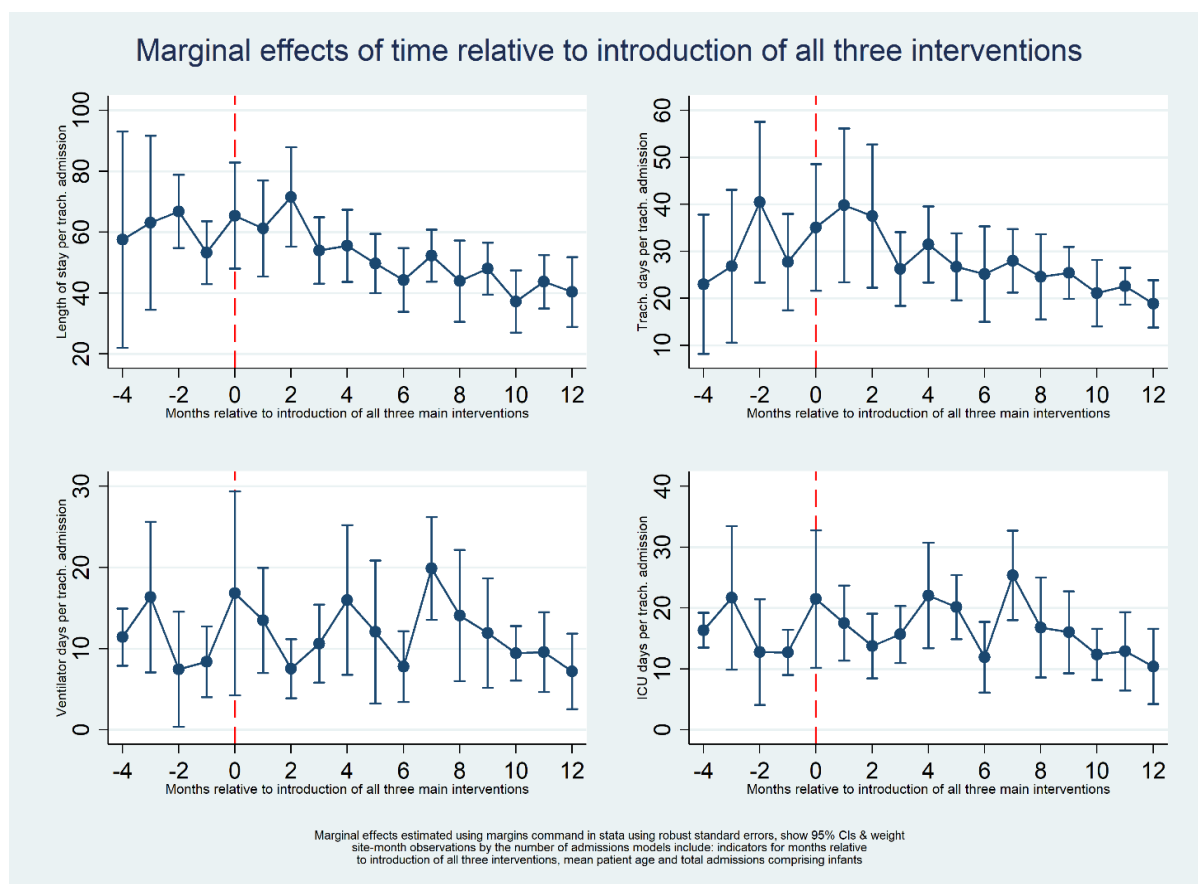 Marginal effects of time relative to introduction of all three interventions
Length of stay per trach. admission
100
80
60
40
20
-4 -2 0 2 4 6 8 10 12
Months relative to introduction of all three main interventions
Trach. days per trach. admission
60
50
40
30
20
10
-4 -2 0 2 4 6 8 10 12
Months relative to introduction of all three main interventions
Ventilator days per trach. admission
30
20
10
0
-4 -2 0 2 4 6 8 10 12
Months relative to introduction of all three main interventions
ICU days per trach. admission
40
30
20
10
0
-4 -2 0 2 4 6 8 10 12
Months relative to introduction of all three main interventions
Marginal effects estimated using margins command in stata using robust standard errors, show 95% CIs & weight
site-month observations by the number of admissions models include: indicators for months relative
to introduction of all three interventions, mean patient age and total admissions comprising infants